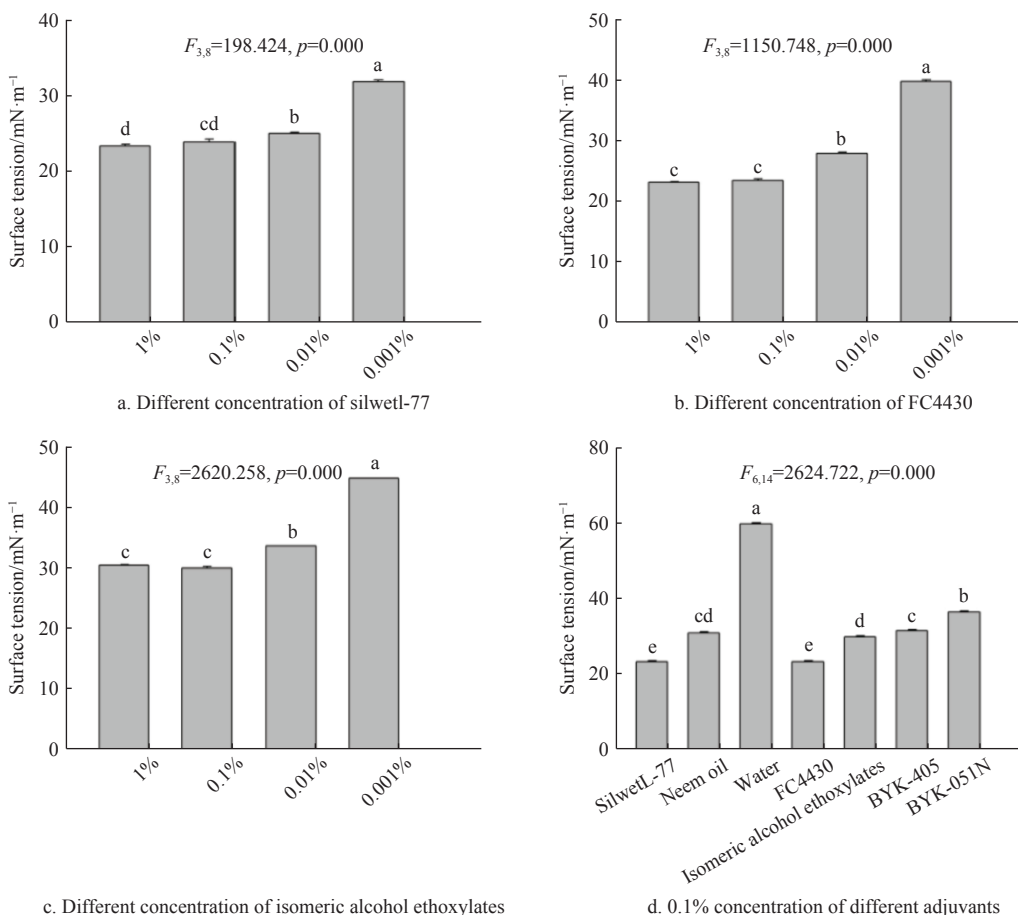 40
30
20
10
0
Surface tension/mN·m⁻¹
F3,8=198.424, p=0.000
d
cd
b
a
1%
0.1%
0.01%
0.001%
a. Different concentration of silwetl-77
50
40
30
20
10
0
Surface tension/mN·m⁻¹
F3,8=1150.748, p=0.000
c
c
b
a
1%
0.1%
0.01%
0.001%
b. Different concentration of FC4430
50
40
30
20
10
0
Surface tension/mN·m⁻¹
F3,8=2620.258, p=0.000
c
c
b
a
1%
0.1%
0.01%
0.001%
c. Different concentration of isomeric alcohol ethoxylates
80
60
40
20
0
Surface tension/mN·m⁻¹
F6,14=2624.722, p=0.000
e
cd
a
e
d
c
b
SilwetL-77
Neem oil
Water
FC4430
Isomeric alcohol ethoxylates
BYK-405
BYK-051N
d. 0.1% concentration of different adjuvants